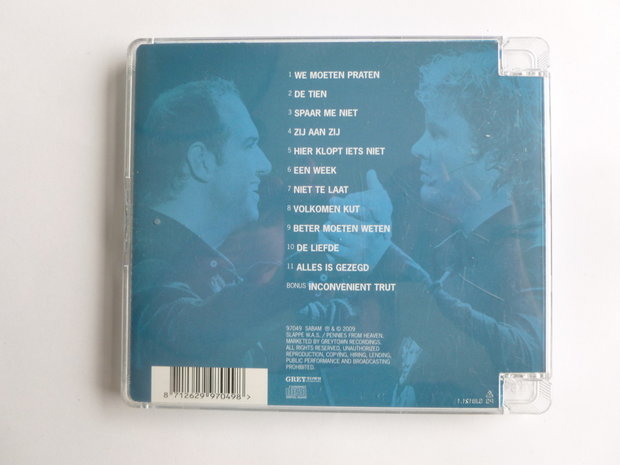 1 WE MOETEN PRATEN
2 DE TIEN
3 SPAAR ME NIET
4 ZIJ AAN ZIJ
5 HIER KLOPT IETS NIET
6 EEN WEEK
7 NIET TE LAAT
8 VOLKOMEN KUT
9 BETER MOETEN WETEN
10 DE LIEFDE
11 ALLES IS GEZEGD
BONUS INCONVENIENT TRUT
97049 SABAM ℗ & © 2009
SLAPPE W.A.S. / PENNIES FROM HEAVEN.
MARKETED BY GREYTOWN RECORDINGS.
ALL RIGHTS RESERVED, UNAUTHORIZED
REPRODUCTION, COPYING, HIRING, LENDING,
PUBLIC PERFORMANCE AND BROADCASTING
PROHIBITED.
GREYTOWN
8 712629 970498 >